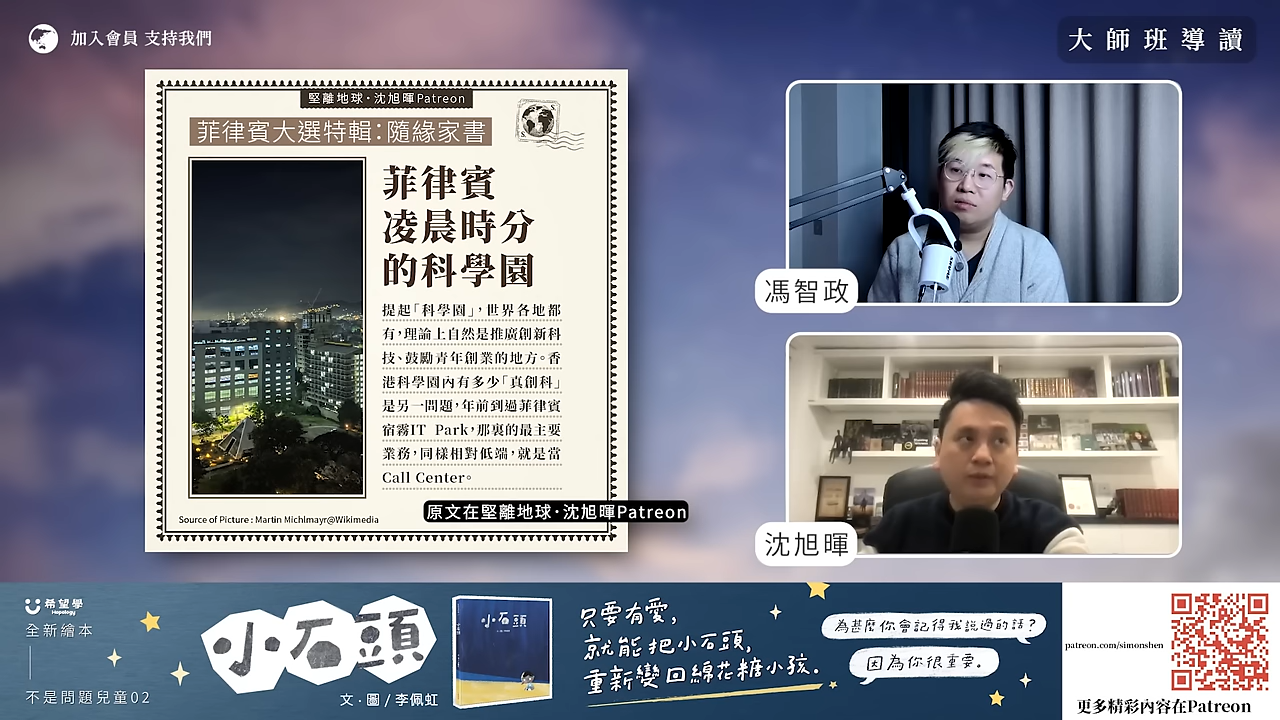 加入會員 支持我們
大師班導讀
堅離地球·沈旭暉Patreon
菲律賓大選特輯：隨緣家書
菲律賓
凌晨時分
的科學園
提起「科學園」，世界各地都
有，理論上自然是推廣創新科
技、鼓勵青年創業的地方。香
港科學園內有多少「真創科」
是另一問題，年前到過菲律賓
宿霧IT Park，那裏的最主要
業務，同樣相對低端，就是當
Call Center。
Source of Picture : Martin Michlmayr@Wikimedia
原文在堅離地球·沈旭暉Patreon
馮智政
沈旭暉
希望學
Hopology
全新繪本
不是問題兒童02
小石頭
文·圖 / 李佩虹
小石頭
只要有愛，
就能把小石頭，
重新變回綿花糖小孩。
為甚麼你會記得我說過的話？
因為你很重要。
patreon.com/simonshen
更多精彩內容在Patreon